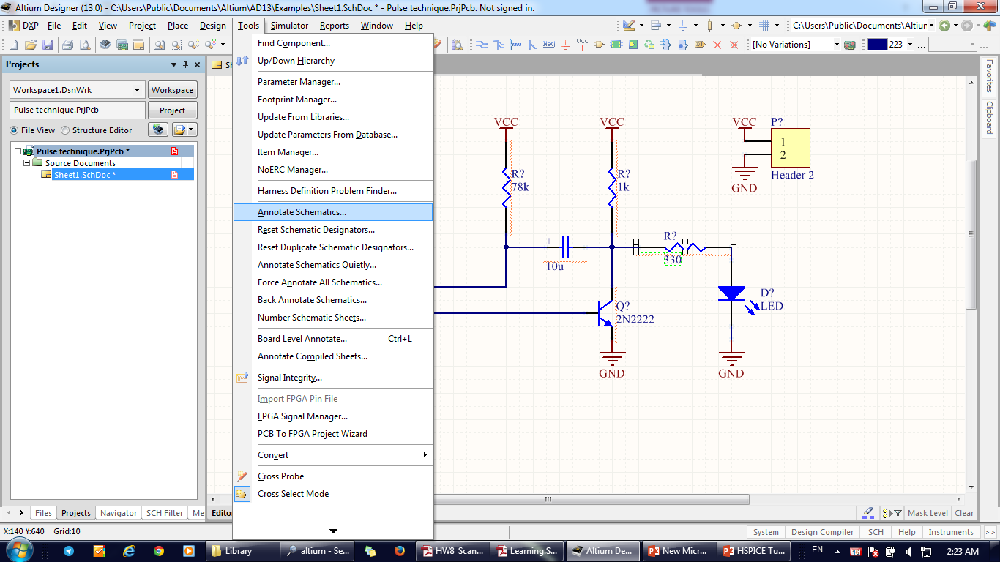 Altium Designer (13.0) - C:\Users\Public\Documents\Altium\AD13\Examples\Sheet1.SchDoc * - Pulse technique.PrjPcb. Not signed in.
DXP File Edit View Project Place Design Tools Simulator Reports Window Help
C:\Users\Public\Documents\Altium
[No Variations]
223
...
Projects
Workspace1.DsnWrk
Workspace
Pulse technique.PrjPcb
Project
File View
Structure Editor
Pulse technique.PrjPcb *
Source Documents
Sheet1.SchDoc *
Find Component...
Up/Down Hierarchy
Parameter Manager...
Footprint Manager...
Update From Libraries...
Update Parameters From Database...
Item Manager...
NoERC Manager...
Harness Definition Problem Finder...
Annotate Schematics...
Reset Schematic Designators...
Reset Duplicate Schematic Designators...
Annotate Schematics Quietly...
Force Annotate All Schematics...
Back Annotate Schematics...
Number Schematic Sheets...
Board Level Annotate... Ctrl+L
Annotate Compiled Sheets...
Signal Integrity...
Import FPGA Pin File
FPGA Signal Manager...
PCB To FPGA Project Wizard
Convert
Cross Probe
Cross Select Mode
VCC
R?
78k
VCC
R?
1k
VCC
P?
1
2
Header 2
GND
+
10u
R?
330
Q?
2N2222
GND
D?
LED
GND
Favorites
Clipboard
Files Projects Navigator SCH Filter Me
Editor
Mask Level Clear
X:140 Y:640 Grid:10
System Design Compiler SCH Help Instruments >>
Library
altium - Se...
HW8_Scan...
Learning.S...
Altium De...
New Micr...
HSPICE Tu...
EN
16
2:23 AM